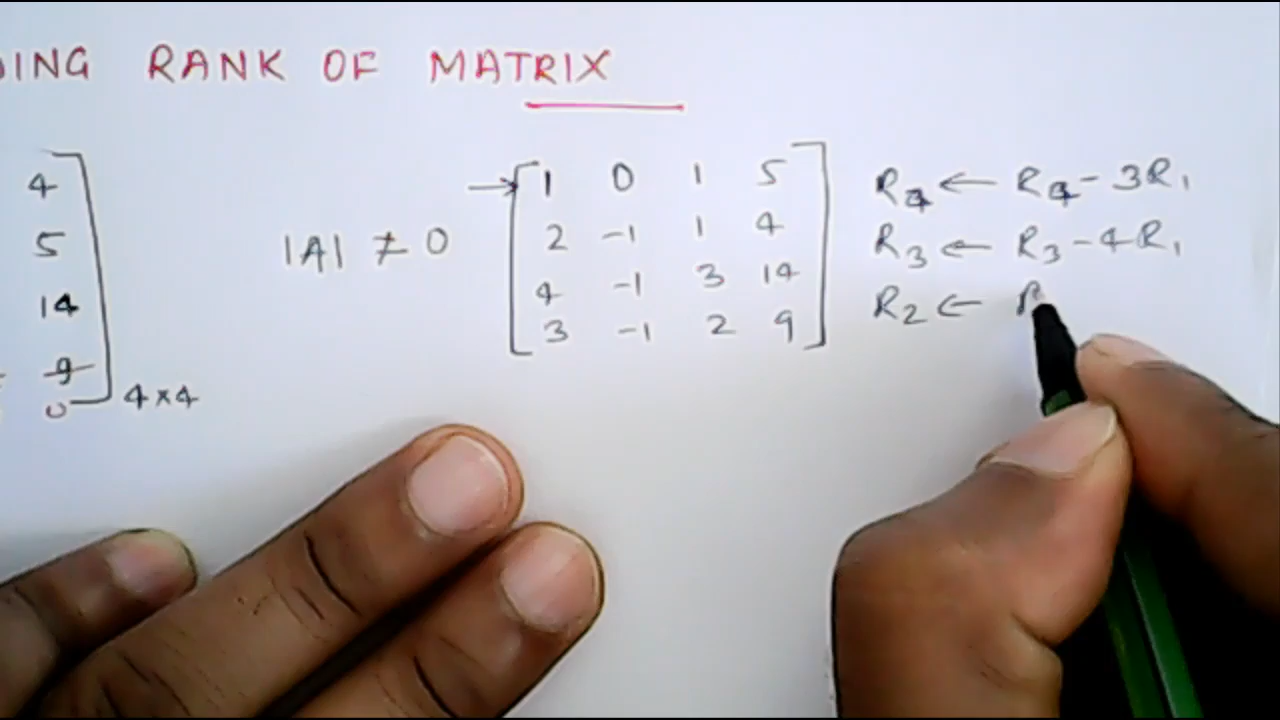 DING RANK OF MATRIX
4
5
14
9
0
4×4
|A| ≠ 0
→
1 0 1 5
2 -1 1 4
4 -1 3 14
3 -1 2 9
R4 ← R4 - 3R1
R3 ← R3 - 4R1
R2 ← R